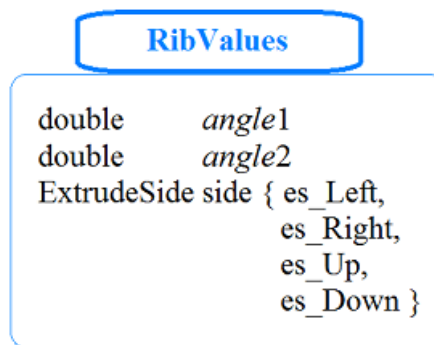 RibValues
double angle1
double angle2
ExtrudeSide side { es_Left,
es_Right,
es_Up,
es_Down }